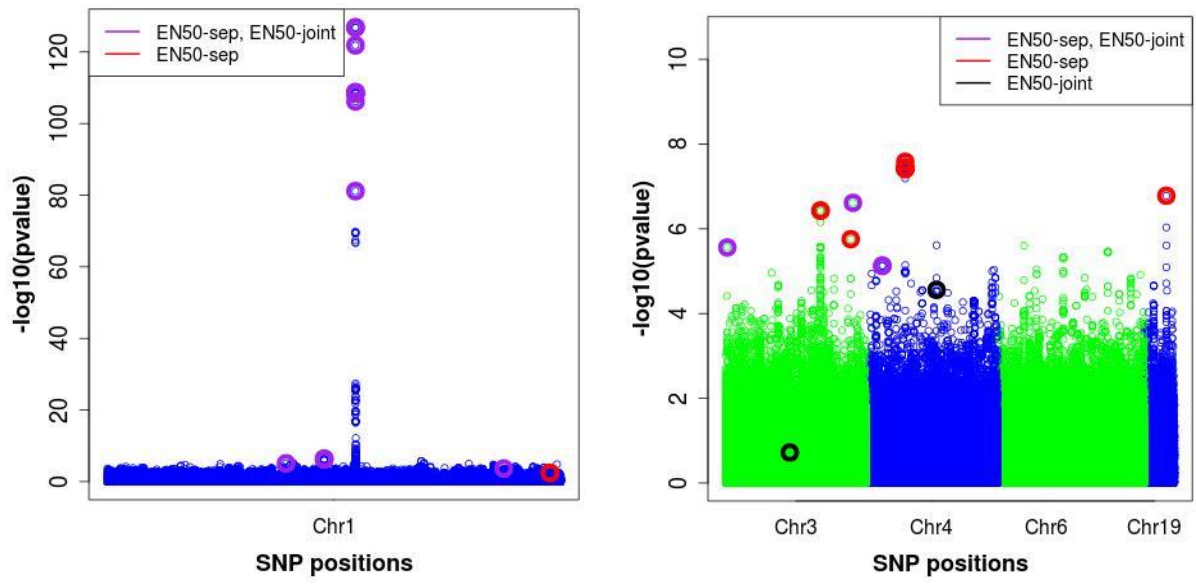 EN50-sep, EN50-joint
EN50-sep
-log10(pvalue)
120
100
80
60
40
20
0
Chr1
SNP positions
EN50-sep, EN50-joint
EN50-sep
EN50-joint
-log10(pvalue)
10
8
6
4
2
0
Chr3 Chr4 Chr6 Chr19
SNP positions